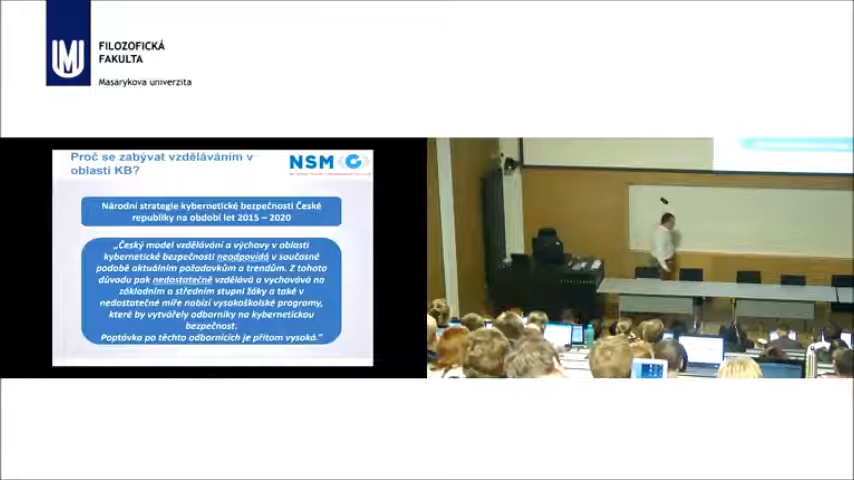 FILOZOFICKÁ
FAKULTA
Masarykova univerzita
Proč se zabývat vzděláváním v
oblasti KB?
NSM
Národní strategie kybernetické bezpečnosti České
republiky na období let 2015 – 2020
„Český model vzdělávání a výchovy v oblasti
kybernetické bezpečnosti neodpovídá v současné
podobě aktuálním požadavkům a trendům. Z tohoto
důvodu pak nedostatečně vzdělává a vychovává na
základním a středním stupni žáky a také v
nedostatečné míře nabízí vysokoškolské programy,
které by vytvářely odborníky na kybernetickou
bezpečnost.
Poptávka po těchto odbornících je přitom vysoká."